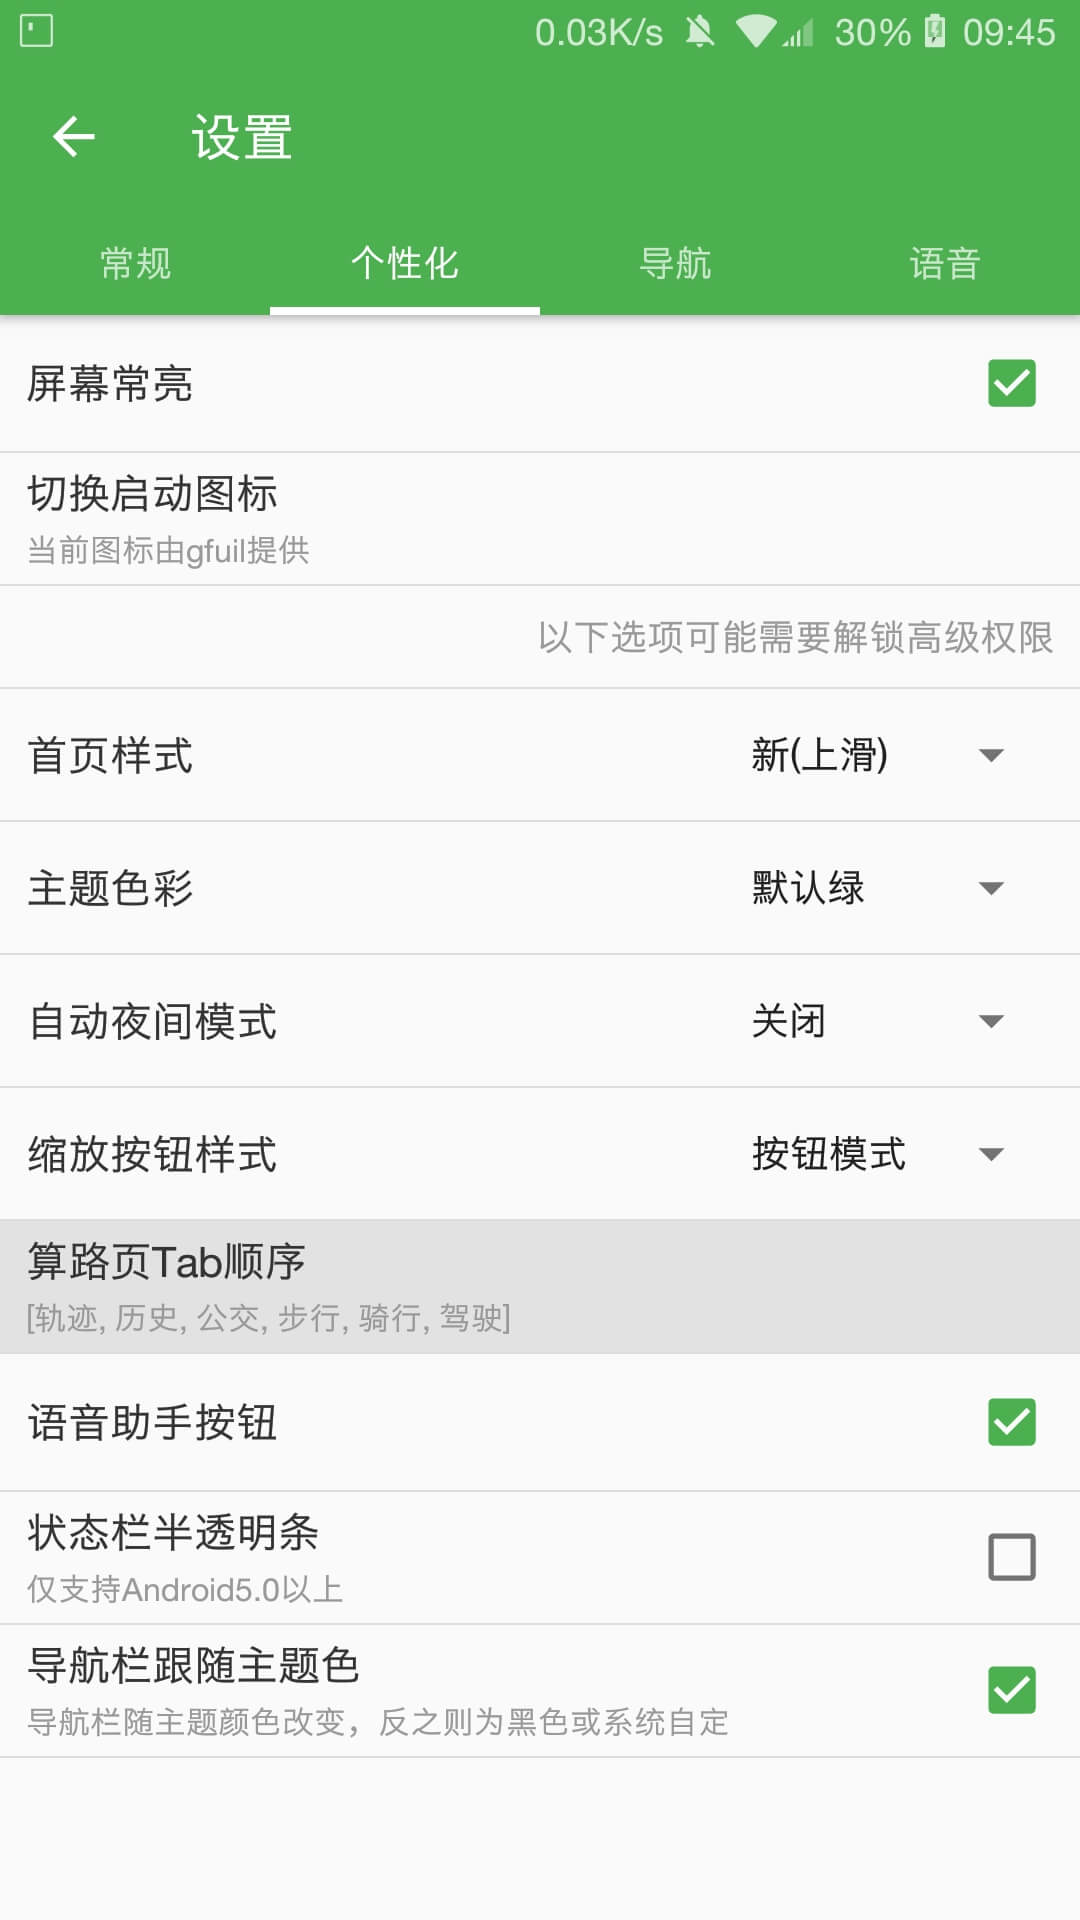 0.03K/s 30% 09:45
设置
常规 个性化 导航 语音
屏幕常亮
切换启动图标
当前图标由gfuil提供
以下选项可能需要解锁高级权限
首页样式 新(上滑)
主题色彩 默认绿
自动夜间模式 关闭
缩放按钮样式 按钮模式
算路页Tab顺序
[轨迹, 历史, 公交, 步行, 骑行, 驾驶]
语音助手按钮
状态栏半透明条
仅支持Android5.0以上
导航栏跟随主题色
导航栏随主题颜色改变，反之则为黑色或系统自定